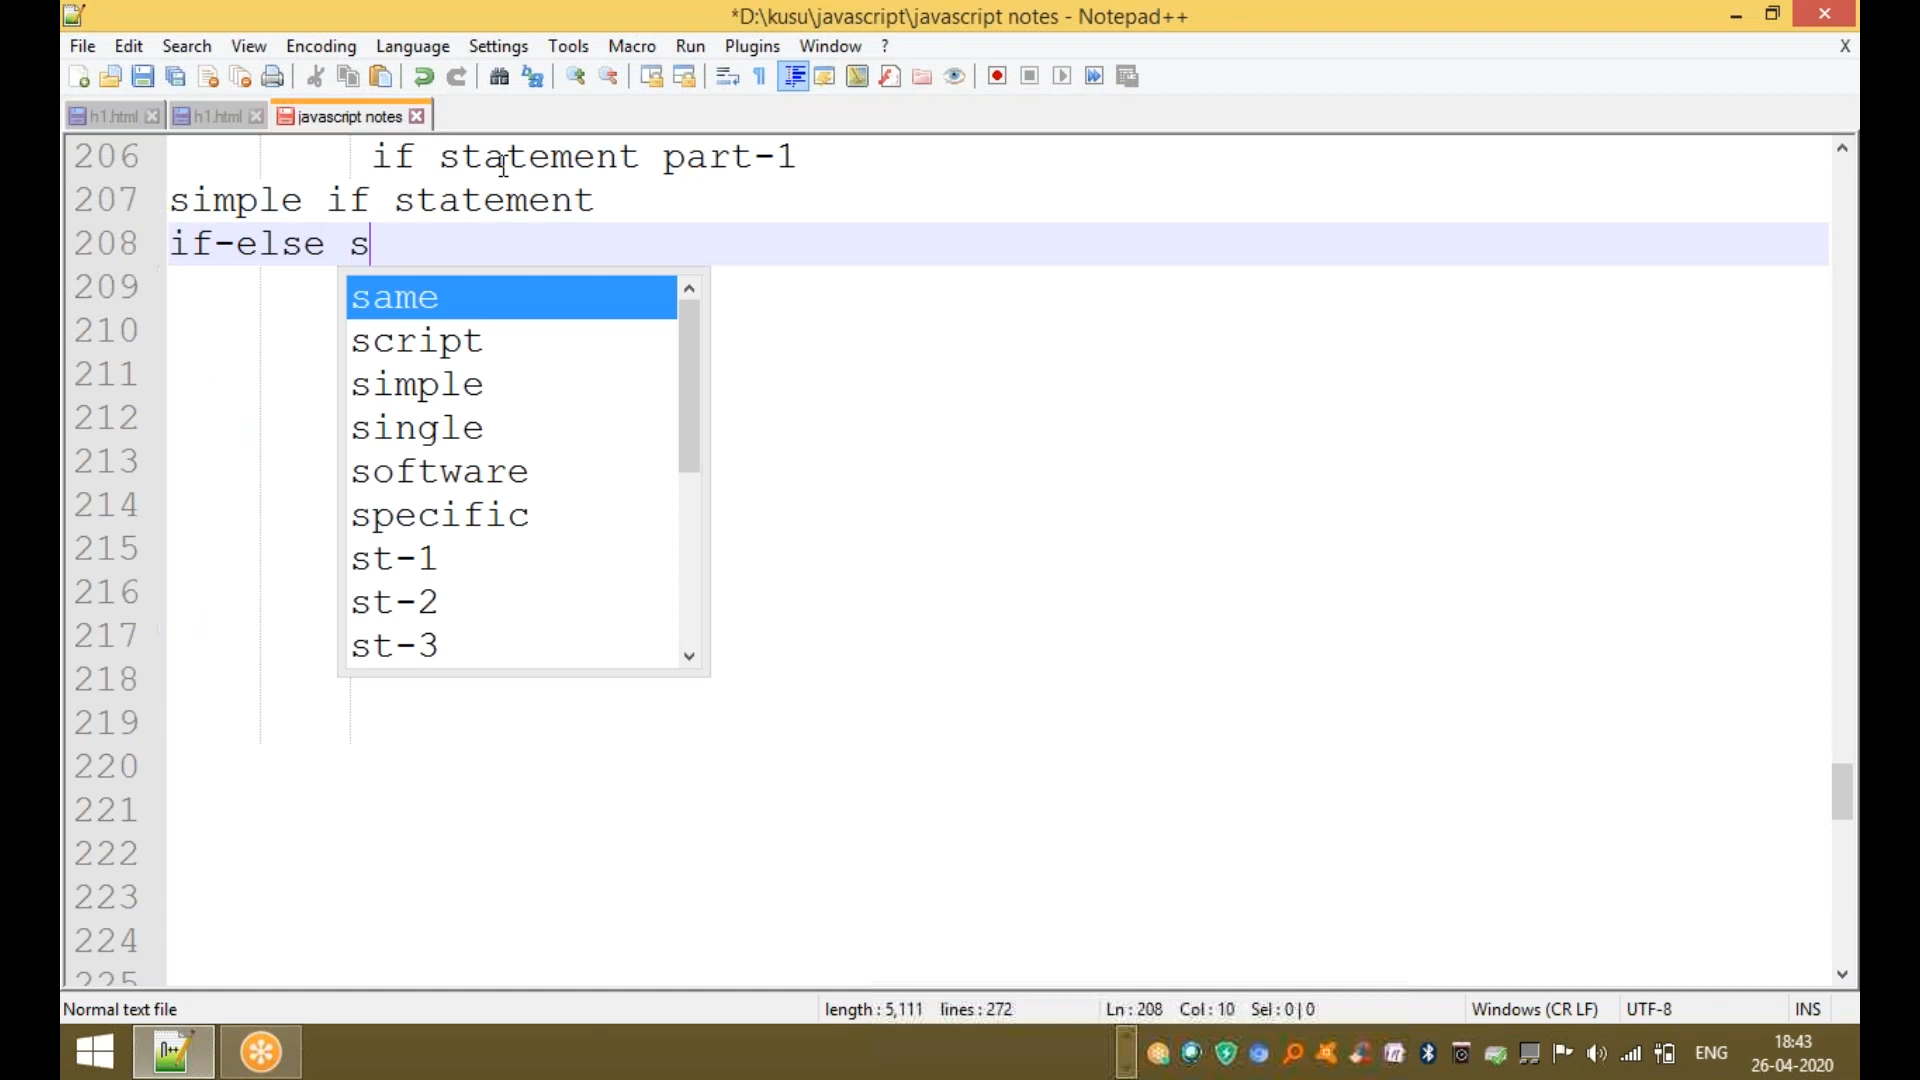 *D:\kusu\javascript\javascript notes - Notepad++
File Edit Search View Encoding Language Settings Tools Macro Run Plugins Window ? X
h1.html h1.html javascript notes
206 if statement part-1
207 simple if statement
208 if-else s
209
same
210
script
211
simple
212
single
213
software
214
specific
215
st-1
216
st-2
217
st-3
218
219
220
221
222
223
224
225
Normal text file length : 5,111 lines : 272 Ln : 208 Col : 10 Sel : 0 | 0 Windows (CR LF) UTF-8 INS
ENG 18:43
26-04-2020